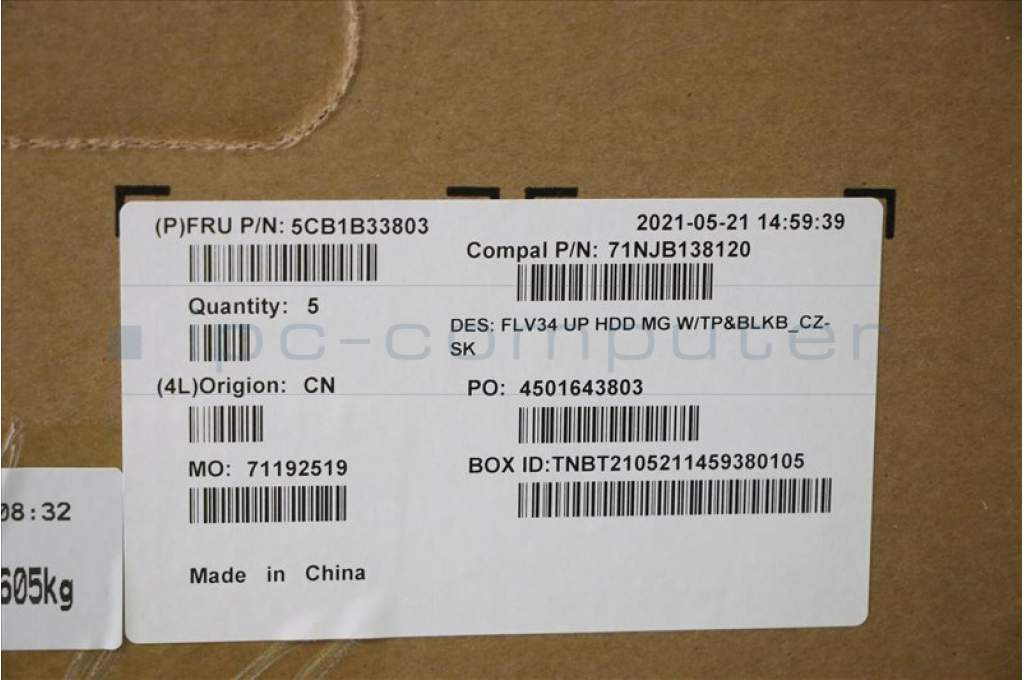 (P)FRU P/N: 5CB1B33803
2021-05-21 14:59:39
Compal P/N: 71NJB138120
Quantity: 5
DES: FLV34 UP HDD MG W/TP&BLKB_CZ-
SK
pc-computer
(4L)Origion: CN
PO: 4501643803
MO: 71192519
BOX ID:TNBT2105211459380105
Made in China
08:32
605kg